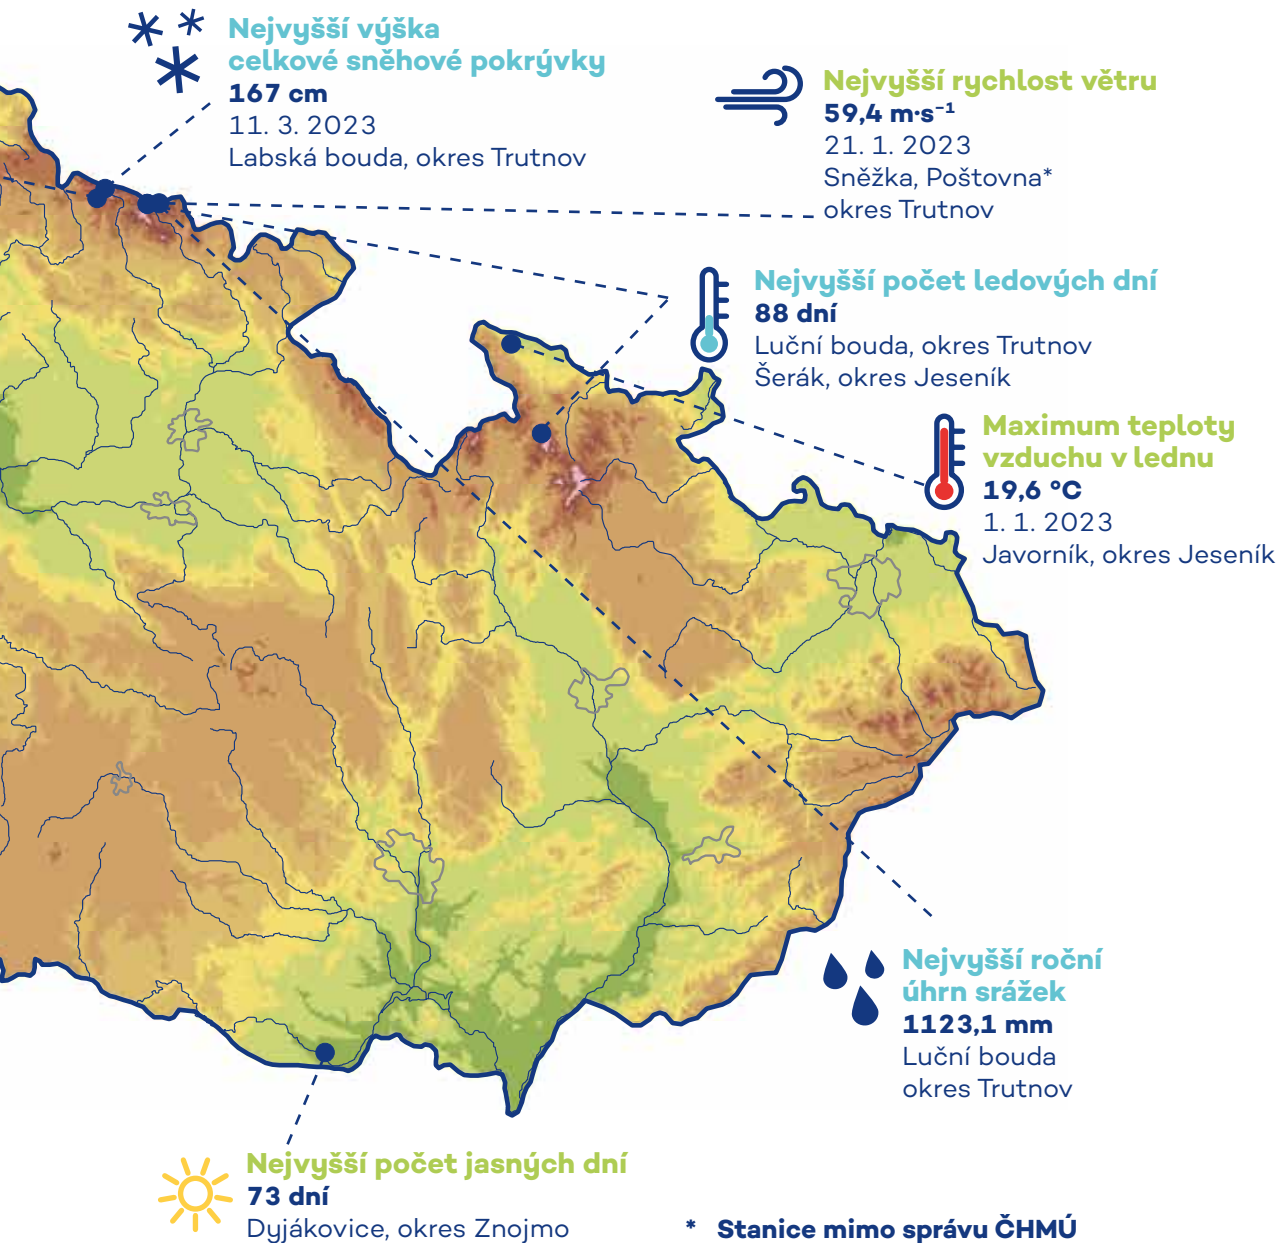 Nejvyšší výška
celkové sněhové pokrývky
167 cm
11. 3. 2023
Labská bouda, okres Trutnov
Nejvyšší rychlost větru
59,4 m·s⁻¹
21. 1. 2023
Sněžka, Poštovna*
okres Trutnov
Nejvyšší počet ledových dní
88 dní
Luční bouda, okres Trutnov
Šerák, okres Jeseník
Maximum teploty
vzduchu v lednu
19,6 °C
1. 1. 2023
Javorník, okres Jeseník
Nejvyšší roční
úhrn srážek
1123,1 mm
Luční bouda
okres Trutnov
Nejvyšší počet jasných dní
73 dní
Dyjákovice, okres Znojmo
* Stanice mimo správu ČHMÚ